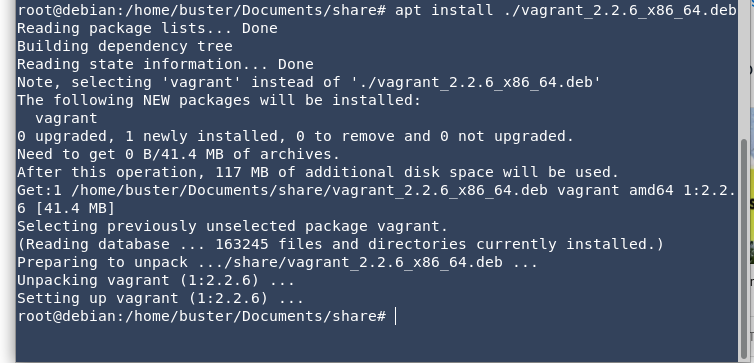 root@debian:/home/buster/Documents/share# apt install ./vagrant_2.2.6_x86_64.deb
Reading package lists... Done
Building dependency tree
Reading state information... Done
Note, selecting 'vagrant' instead of './vagrant_2.2.6_x86_64.deb'
The following NEW packages will be installed:
  vagrant
0 upgraded, 1 newly installed, 0 to remove and 0 not upgraded.
Need to get 0 B/41.4 MB of archives.
After this operation, 117 MB of additional disk space will be used.
Get:1 /home/buster/Documents/share/vagrant_2.2.6_x86_64.deb vagrant amd64 1:2.2.
6 [41.4 MB]
Selecting previously unselected package vagrant.
(Reading database ... 163245 files and directories currently installed.)
Preparing to unpack .../share/vagrant_2.2.6_x86_64.deb ...
Unpacking vagrant (1:2.2.6) ...
Setting up vagrant (1:2.2.6) ...
root@debian:/home/buster/Documents/share#